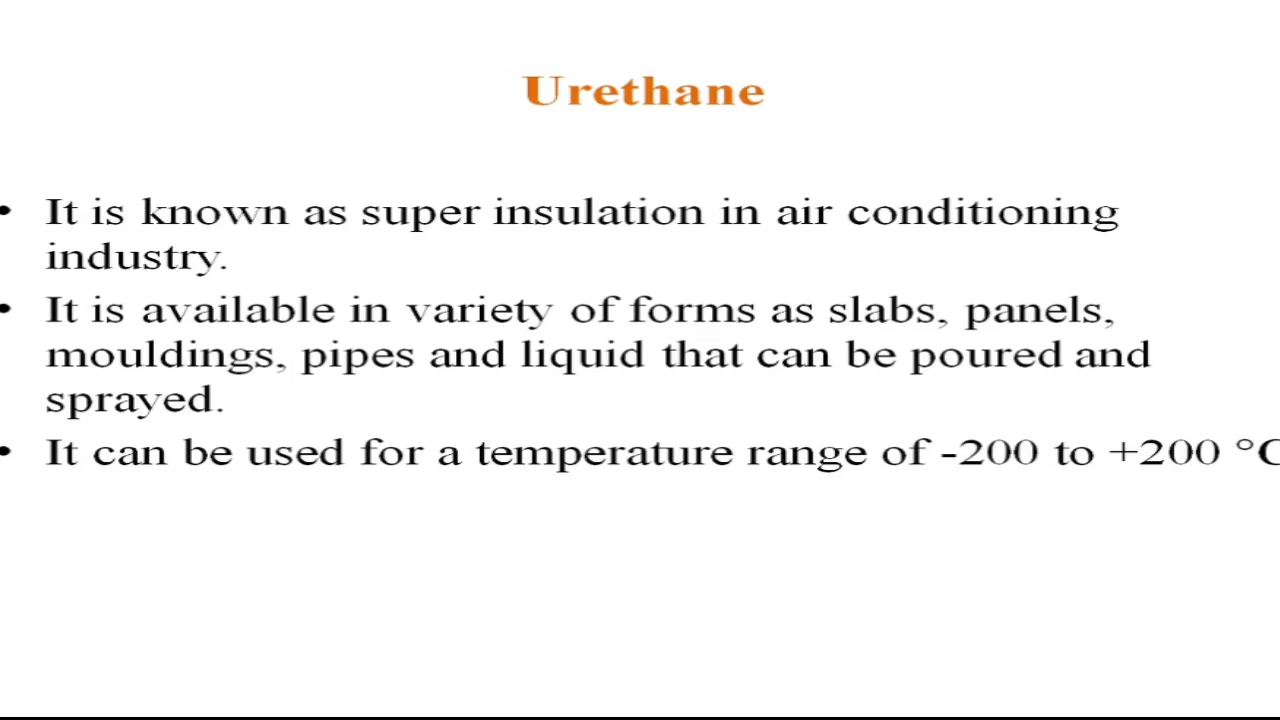 Urethane
• It is known as super insulation in air conditioning
industry.
• It is available in variety of forms as slabs, panels,
mouldings, pipes and liquid that can be poured and
sprayed.
• It can be used for a temperature range of -200 to +200 °C